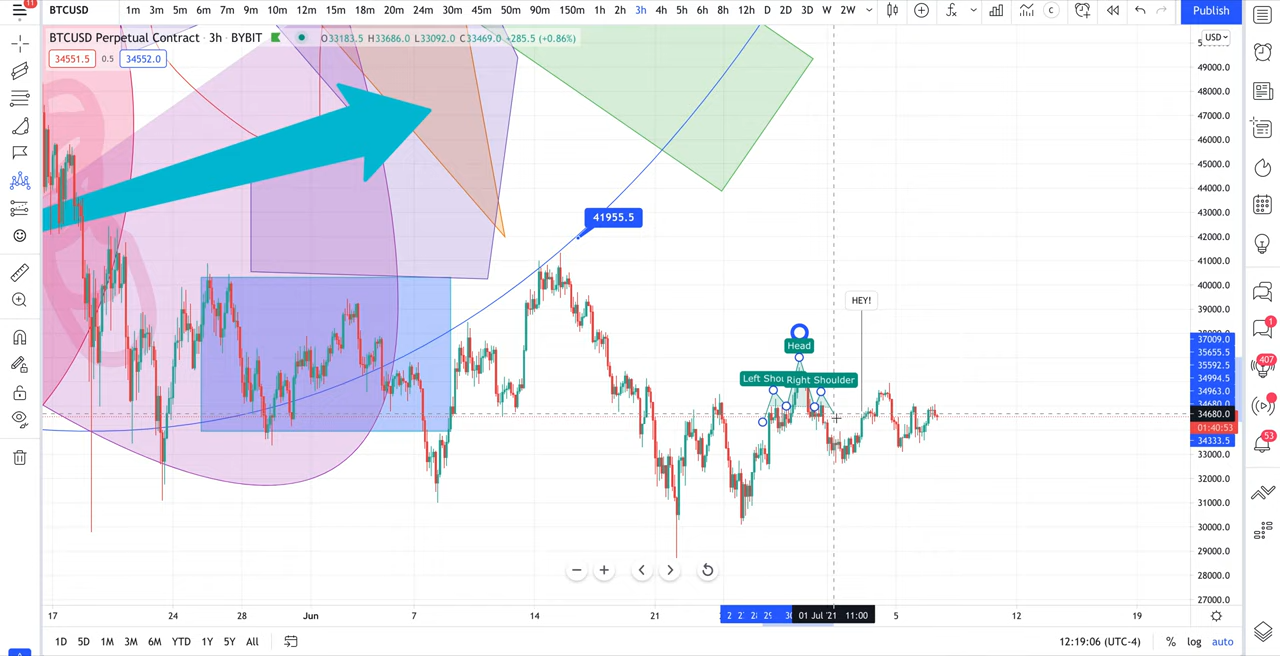 11
BTCUSD
1m 3m 5m 6m 7m 9m 10m 12m 15m 18m 20m 24m 30m 45m 50m 90m 150m 1h 2h 3h 4h 5h 6h 8h 12h D 2D 3D W 2W
C
Publish
BTCUSD Perpetual Contract · 3h · BYBIT
O33183.5 H33686.0 L33092.0 C33469.0 +285.5 (+0.86%)
34551.5 0.5 34552.0
USD
49000.0
48000.0
47000.0
46000.0
45000.0
44000.0
43000.0
41955.5
42000.0
41000.0
40000.0
HEY!
39000.0
37009.0
Head
35655.5
35592.5
Left Shou
Right Shoulder
34994.5
34963.0
34680.0
01:40:53
34333.5
33000.0
32000.0
31000.0
30000.0
29000.0
28000.0
27000.0
1
407
53
17 24 28 Jun 7 14 21 29 01 Jul '21 11:00 5 12 19
1D 5D 1M 3M 6M YTD 1Y 5Y All
12:19:06 (UTC-4) % log auto